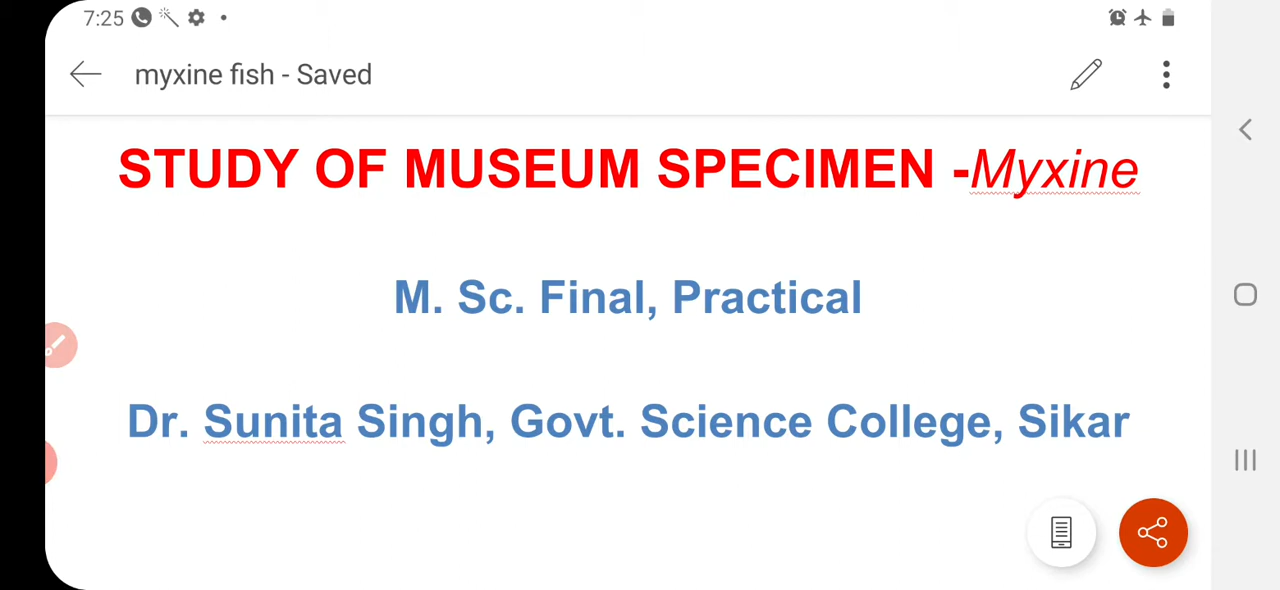 7:25
myxine fish - Saved
STUDY OF MUSEUM SPECIMEN -Myxine
M. Sc. Final, Practical
Dr. Sunita Singh, Govt. Science College, Sikar